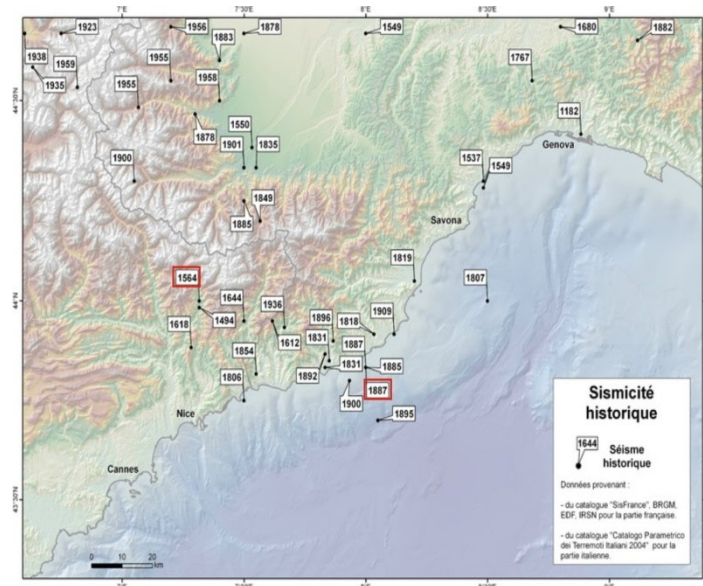 7°E
7°30'E
8°E
8°30'E
9°E
1923
1956
1878
1549
1680
1882
1883
1938
1935
1959
1955
1955
1958
1767
44°30'N
1550
1878
1901
1835
1182
Genova
1900
1537
1549
1849
1885
Savona
1819
1564
1807
44°N
1644
1936
1896
1818
1909
1494
1618
1831
1887
1612
1854
1806
1892
1831
1885
1887
1900
Nice
1895
Cannes
43°30'N
Sismicité
historique
1644
Séisme
historique
Données provenant :
- du catalogue "SisFrance", BRGM,
EDF, IRSN pour la partie française.
- du catalogue "Catalogo Parametrico
dei Terremoti Italiani 2004" pour la
partie italienne.
0 10 20
km